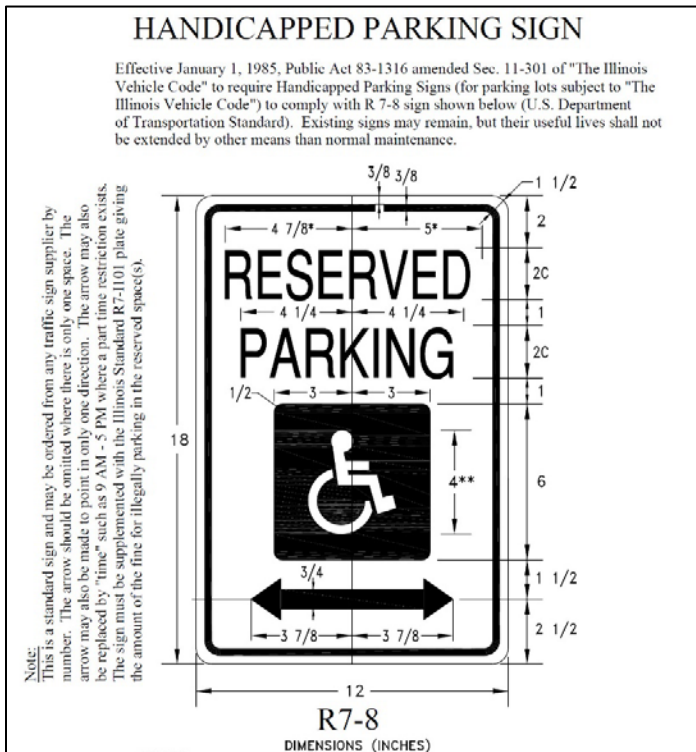 HANDICAPPED PARKING SIGN
Effective January 1, 1985, Public Act 83-1316 amended Sec. 11-301 of "The Illinois
Vehicle Code" to require Handicapped Parking Signs (for parking lots subject to "The
Illinois Vehicle Code") to comply with R 7-8 sign shown below (U.S. Department
of Transportation Standard). Existing signs may remain, but their useful lives shall not
be extended by other means than normal maintenance.
Note:
This is a standard sign and may be ordered from any traffic sign supplier by
number. The arrow should be omitted where there is only one space. The
arrow may also be made to point in only one direction. The arrow may also
be replaced by "time" such as 9 AM - 5 PM where a part time restriction exists.
The sign must be supplemented with the Illinois Standard R7-I101 plate giving
the amount of the fine for illegally parking in the reserved space(s).
3/8 3/8
1 1/2
4 7/8* 5*
2
RESERVED
2C
4 1/4 4 1/4
1
PARKING
2C
1/2 3 3
1
18
4**
6
3/4
1 1/2
3 7/8 3 7/8
2 1/2
12
R7-8
DIMENSIONS (INCHES)